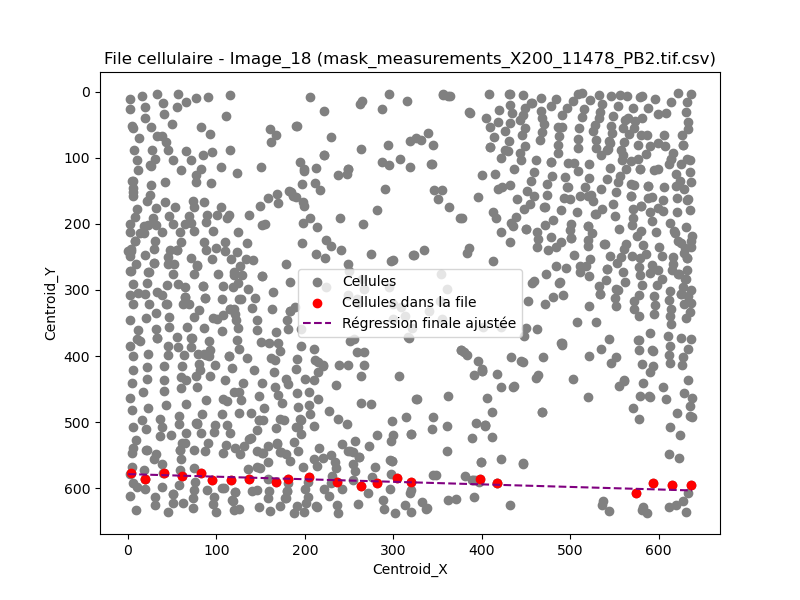 File cellulaire - Image_18 (mask_measurements_X200_11478_PB2.tif.csv)
0
100
200
300
400
500
600
Centroid_Y
Cellules
Cellules dans la file
Régression finale ajustée
0 100 200 300 400 500 600
Centroid_X